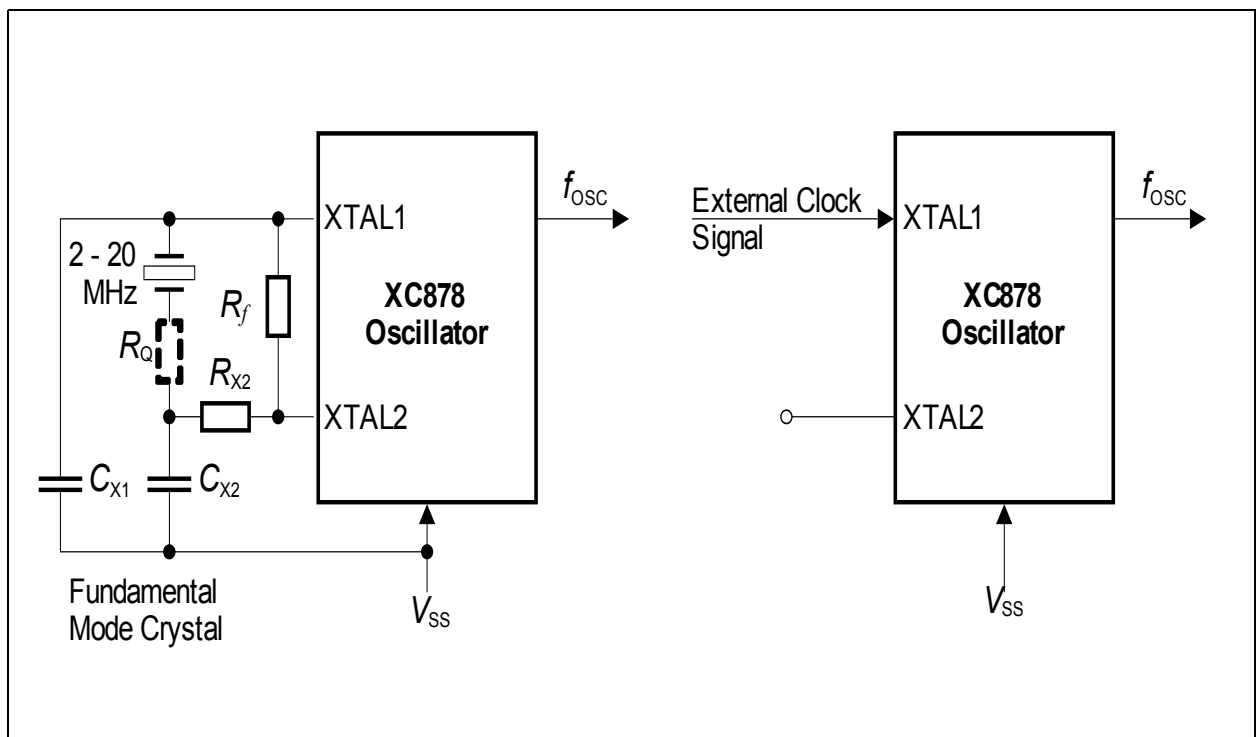 XTAL1
2 - 20
MHz
R_Q
R_f
R_X2
XTAL2
C_X1
C_X2
XC878
Oscillator
f_OSC
V_SS
Fundamental
Mode Crystal
External Clock
Signal
XTAL1
XC878
Oscillator
XTAL2
f_OSC
V_SS